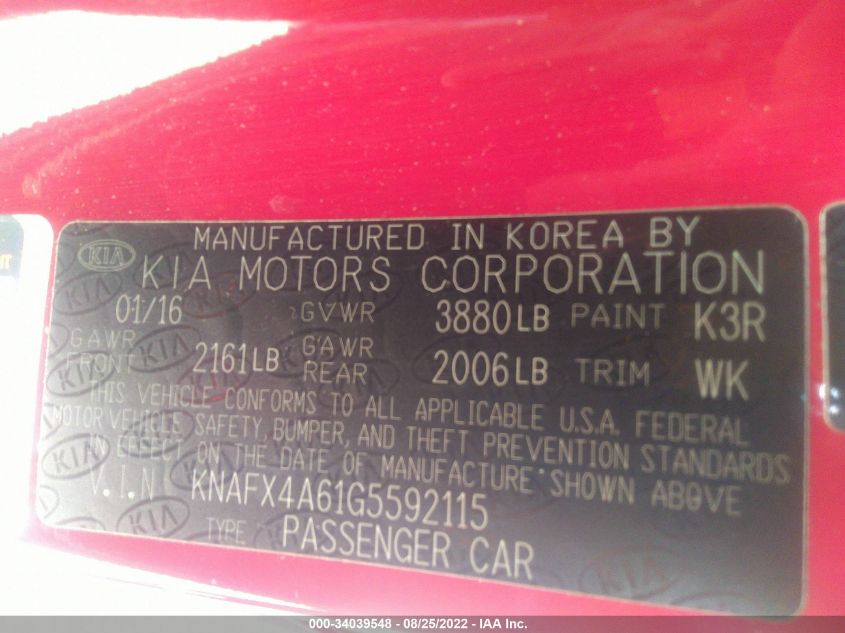 MANUFACTURED IN KOREA BY
KIA KIA MOTORS CORPORATION
01/16 GVWR 3880LB PAINT K3R
GAWR FRONT 2161LB GAWR REAR 2006LB TRIM WK
THIS VEHICLE CONFORMS TO ALL APPLICABLE U.S.A. FEDERAL
MOTOR VEHICLE SAFETY, BUMPER, AND THEFT PREVENTION STANDARDS
IN EFFECT ON THE DATE OF MANUFACTURE SHOWN ABOVE
V.I.N KNAFX4A61G5592115
TYPE PASSENGER CAR
000-34039548 - 08/25/2022 - IAA Inc.